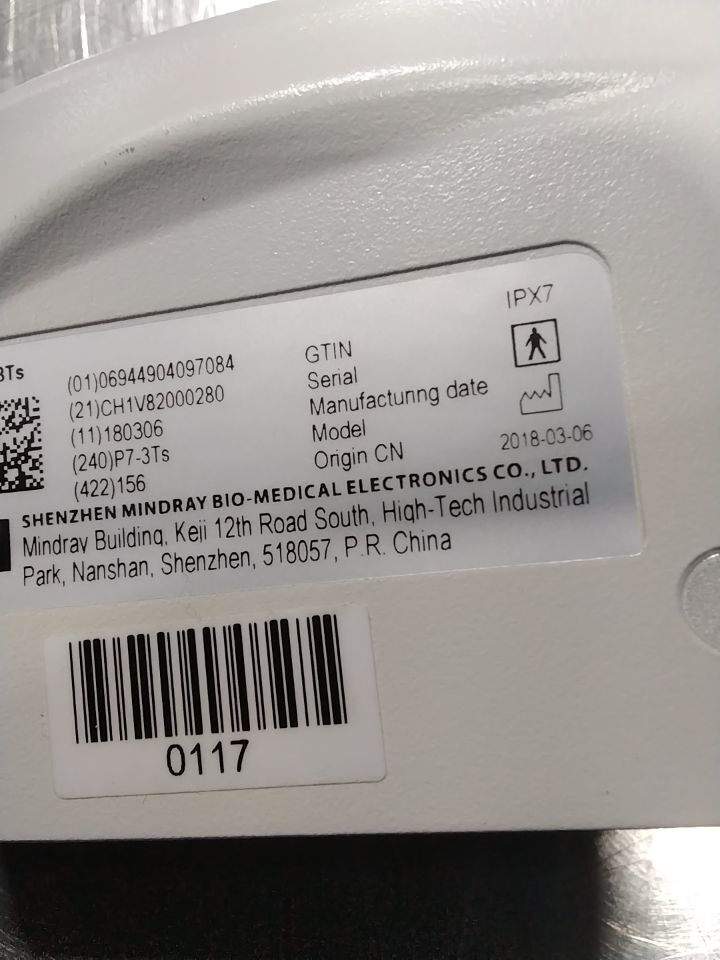 IPX7
3Ts
(01)06944904097084 GTIN
(21)CH1V82000280 Serial
(11)180306 Manufacturing date
(240)P7-3Ts Model
(422)156 Origin CN
2018-03-06
SHENZHEN MINDRAY BIO-MEDICAL ELECTRONICS CO., LTD.
Mindray Building, Keji 12th Road South, High-Tech Industrial
Park, Nanshan, Shenzhen, 518057, P.R. China
0117